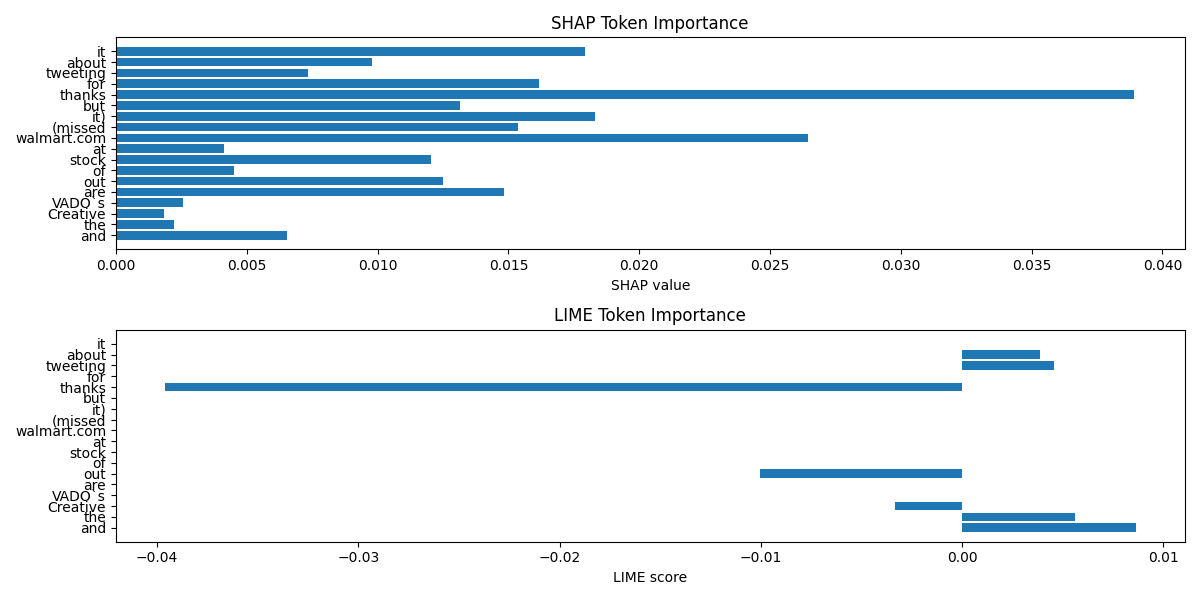 SHAP Token Importance
it
about
tweeting
for
thanks
but
it)
(missed
walmart.com
at
stock
of
out
are
VADO`s
Creative
the
and
0.000 0.005 0.010 0.015 0.020 0.025 0.030 0.035 0.040
SHAP value
LIME Token Importance
it
about
tweeting
for
thanks
but
it)
(missed
walmart.com
at
stock
of
out
are
VADO`s
Creative
the
and
−0.04 −0.03 −0.02 −0.01 0.00 0.01
LIME score